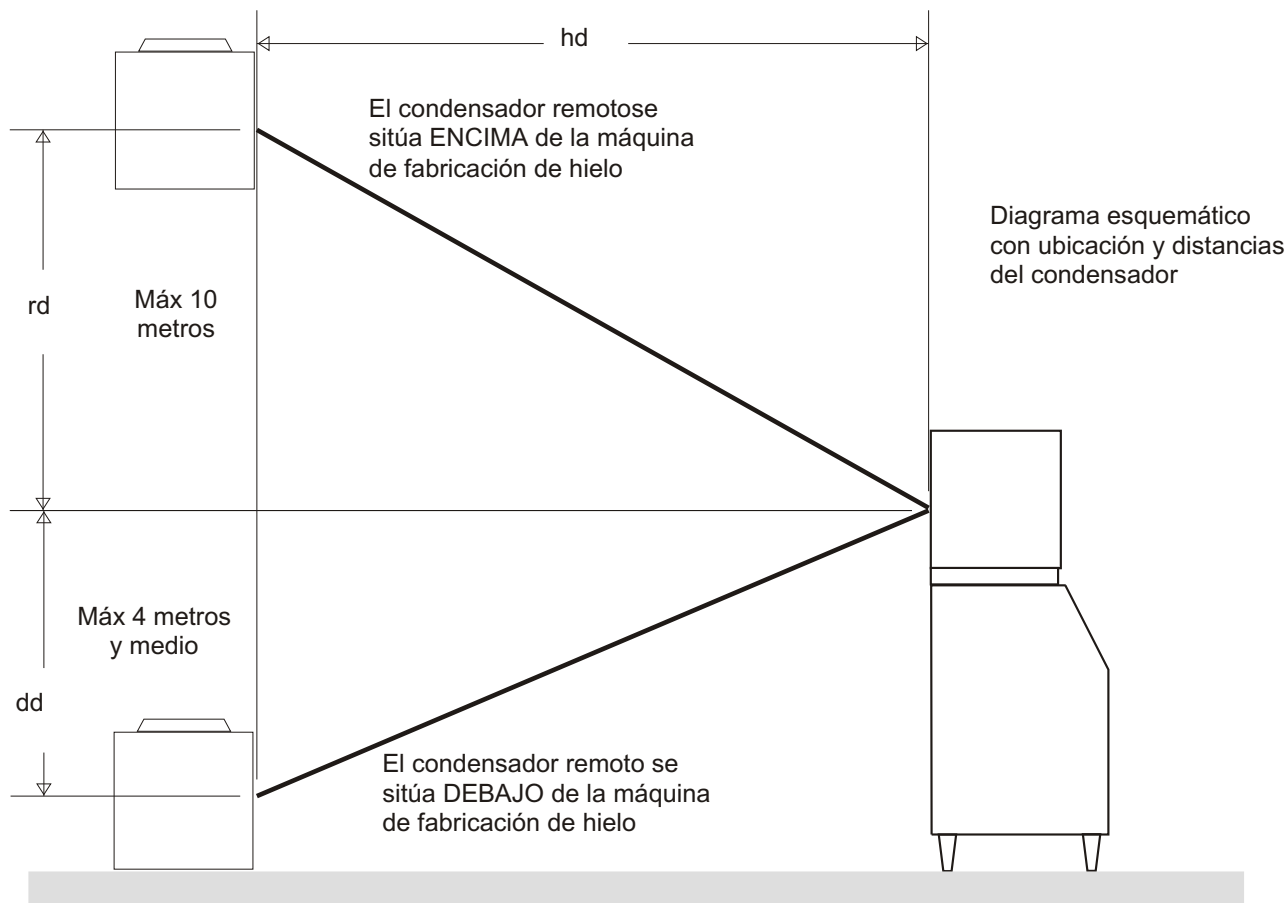 hd
El condensador remotose
sitúa ENCIMA de la máquina
de fabricación de hielo
Diagrama esquemático
con ubicación y distancias
del condensador
rd
Máx 10
metros
Máx 4 metros
y medio
dd
El condensador remoto se
sitúa DEBAJO de la máquina
de fabricación de hielo